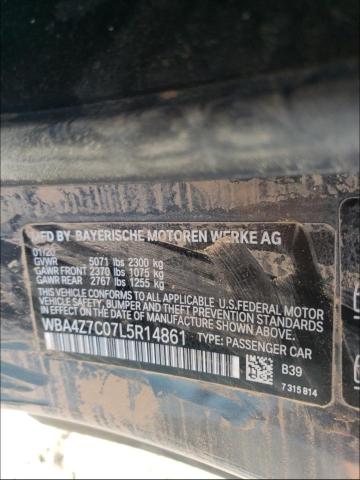 MFD BY BAYERISCHE MOTOREN WERKE AG
01/20
GVWR 5071 lbs 2300 kg
GAWR FRONT 2370 lbs 1075 kg
GAWR REAR 2767 lbs 1255 kg
THIS VEHICLE CONFORMS TO ALL APPLICABLE U.S.FEDERAL MOTOR
VEHICLE SAFETY, BUMPER AND THEFT PREVENTION STANDARDS
IN EFFECT ON THE DATE OF MANUFACTURE SHOWN ABOVE.
WBA4Z7C07L5R14861 TYPE: PASSENGER CAR
B39
7 315 814